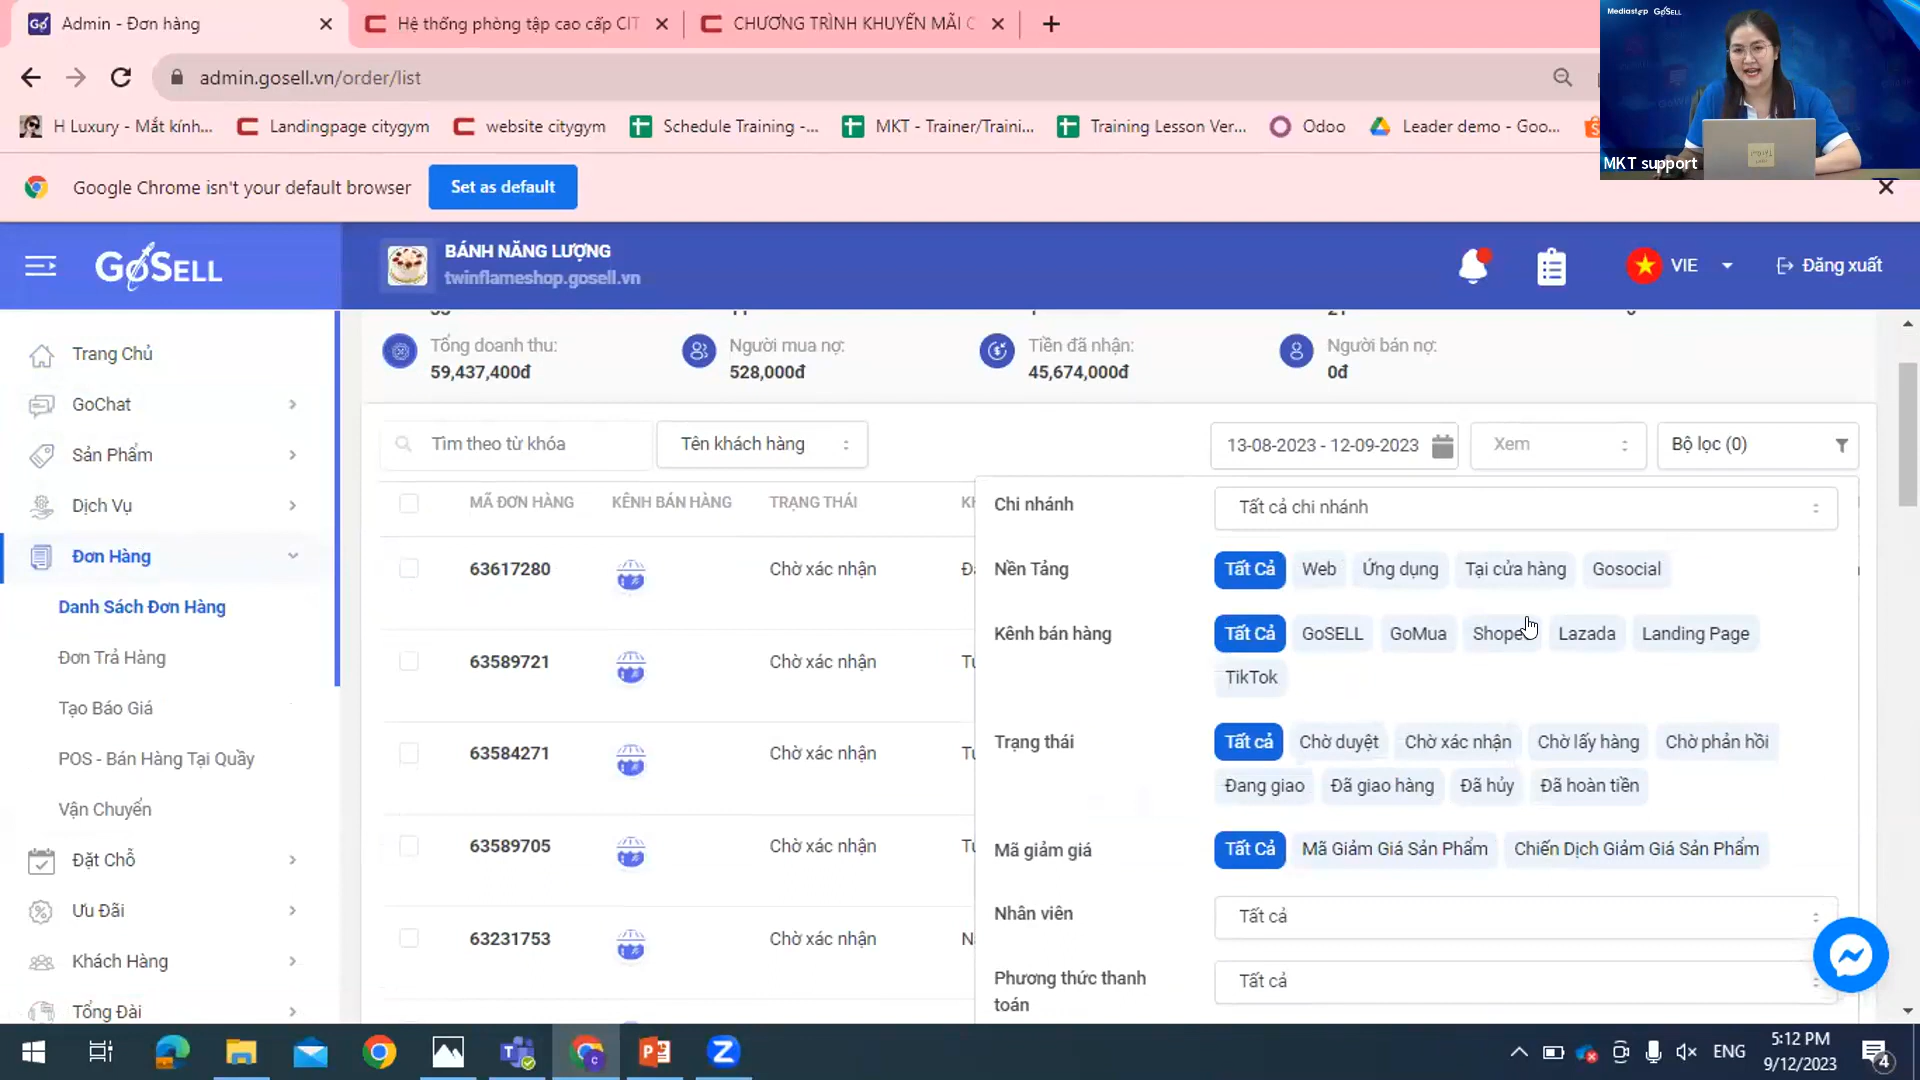 Admin - Đơn hàng
Hệ thống phòng tập cao cấp CIT
CHƯƠNG TRÌNH KHUYẾN MÃI C
Mediastep GoSELL
admin.gosell.vn/order/list
H Luxury - Mắt kính...
Landingpage citygym
website citygym
Schedule Training -...
MKT - Trainer/Traini...
Training Lesson Ver...
Odoo
Leader demo - Goo...
MKT support
Google Chrome isn't your default browser
Set as default
GoSELL
BÁNH NĂNG LƯỢNG
twinflameshop.gosell.vn
VIE
Đăng xuất
Trang Chủ
GoChat
Sản Phẩm
Dịch Vụ
Đơn Hàng
Danh Sách Đơn Hàng
Đơn Trả Hàng
Tạo Báo Giá
POS - Bán Hàng Tại Quầy
Vận Chuyển
Đặt Chỗ
Ưu Đãi
Khách Hàng
Tổng Đài
Tổng doanh thu:
59,437,400đ
Người mua nợ:
528,000đ
Tiền đã nhận:
45,674,000đ
Người bán nợ:
0đ
Tìm theo từ khóa
Tên khách hàng
13-08-2023 - 12-09-2023
Xem
Bộ lọc (0)
MÃ ĐƠN HÀNG KÊNH BÁN HÀNG TRẠNG THÁI
63617280 Chờ xác nhận
63589721 Chờ xác nhận
63584271 Chờ xác nhận
63589705 Chờ xác nhận
63231753 Chờ xác nhận
Chi nhánh
Tất cả chi nhánh
Nền Tảng
Tất Cả Web Ứng dụng Tại cửa hàng Gosocial
Kênh bán hàng
Tất Cả GoSELL GoMua Shope Lazada Landing Page
TikTok
Trạng thái
Tất cả Chờ duyệt Chờ xác nhận Chờ lấy hàng Chờ phản hồi
Đang giao Đã giao hàng Đã hủy Đã hoàn tiền
Mã giảm giá
Tất Cả Mã Giảm Giá Sản Phẩm Chiến Dịch Giảm Giá Sản Phẩm
Nhân viên
Tất cả
Phương thức thanh
toán
Tất cả
ENG
5:12 PM
9/12/2023
4